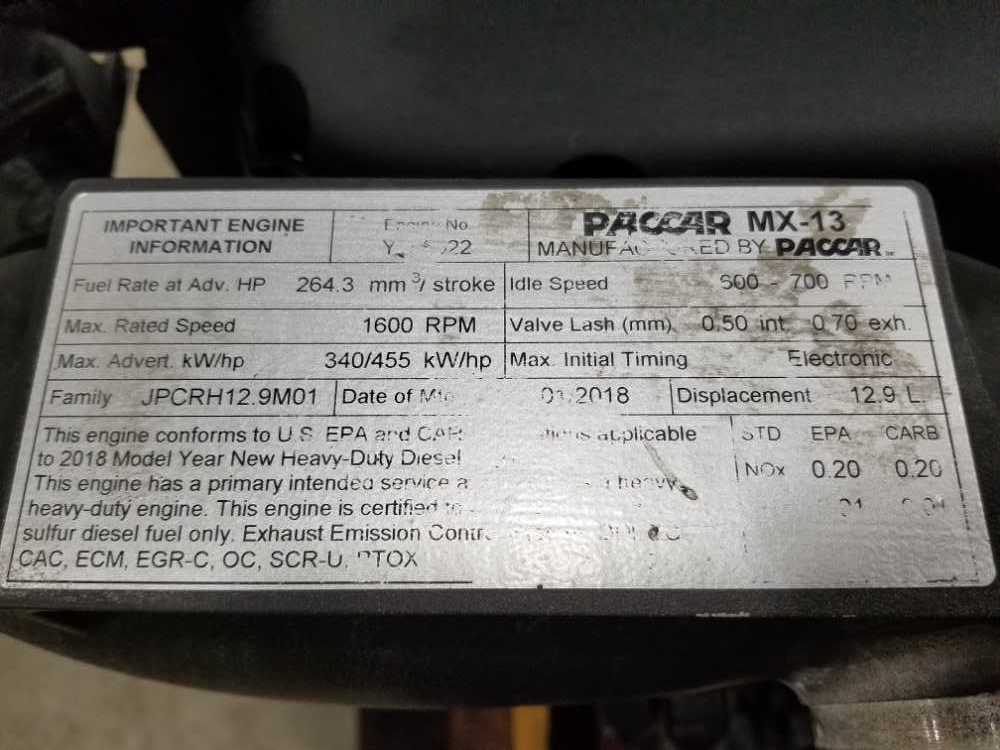 IMPORTANT ENGINE
INFORMATION
No
PACCAR MX-13
BY PACCAR
Fuel Rate at Adv. HP 264.3 mm³/ stroke
Idle Speed - 700
Max. Rated Speed 1600 RPM
Valve Lash (mm) 0.50 int. 0.70 exh.
Max. Advert. kW/hp 340/455 kW/hp
Max. Initial Timing Electronic
Family JPCRH12.9M01
Date of 01.2018
Displacement 12.9 L.
This engine conforms to U.S. EPA and applicable
to 2018 Model Year New Heavy-Duty Diesel
This engine has a primary intended service heavy
heavy-duty engine. This engine is certified
sulfur diesel fuel only. Exhaust Emission
CAC, ECM, EGR-C, OC, SCR-U,
STD EPA CARB
NOx 0.20 0.20